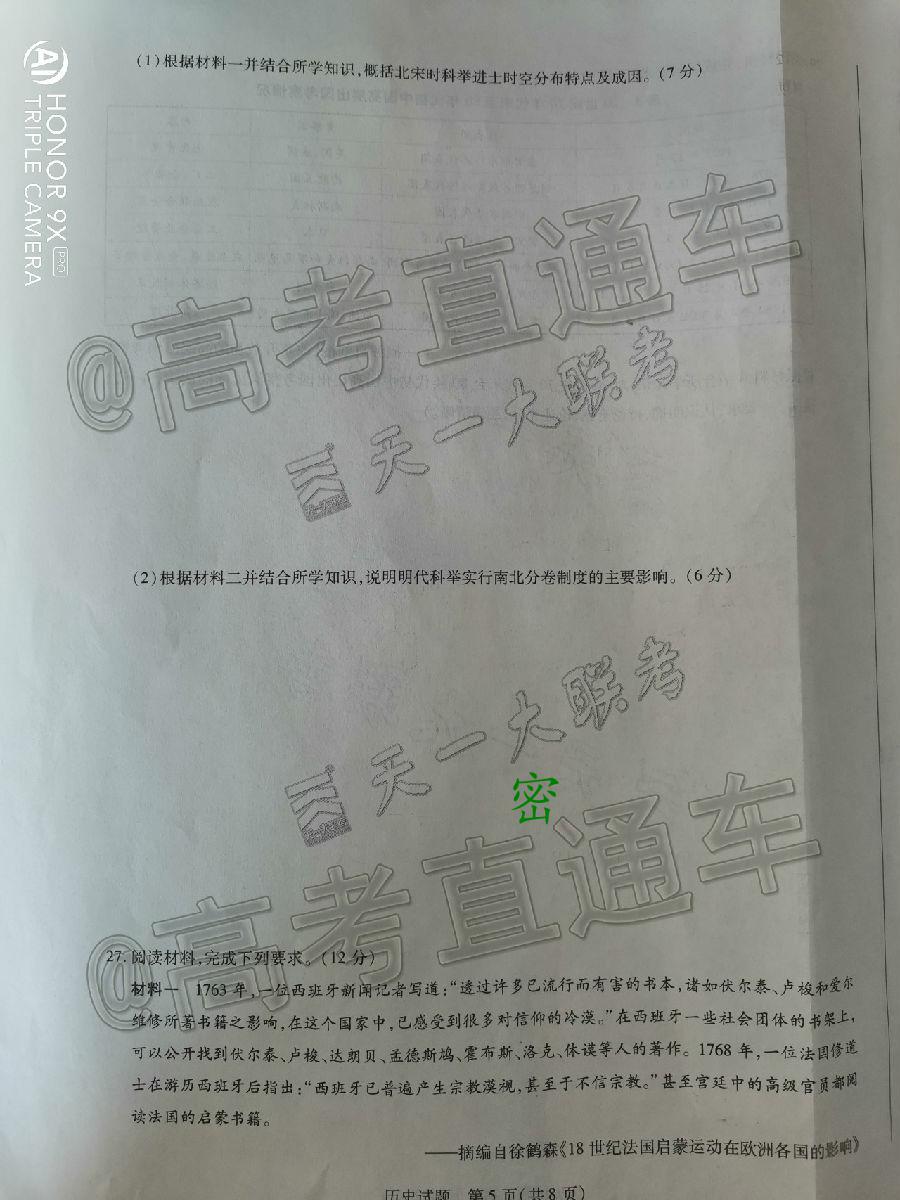 HONOR 9X PRO
TRIPLE CAMERA
(1)根据材料一并结合所学知识,概括北宋时科举进士时空分布特点及成因。(7分)
@高考直通车
天一大联考
(2)根据材料二并结合所学知识,说明明代科举实行南北分卷制度的主要影响。(6分)
天一大联考
密
@高考直通车
27.阅读材料,完成下列要求。(12分)
材料一 1763年,一位西班牙新闻记者写道:“透过许多已流行而有害的书本,诸如伏尔泰、卢梭和爱尔
维修所著书籍之影响,在这个国家中,已感受到很多对信仰的冷漠。”在西班牙一些社会团体的书架上,
可以公开找到伏尔泰、卢梭、达朗贝、孟德斯鸠、霍布斯、洛克、休谟等人的著作。1768年,一位法国修道
士在游历西班牙后指出:“西班牙已普遍产生宗教漠视,甚至于不信宗教。”甚至宫廷中的高级官员都阅
读法国的启蒙书籍。
——摘编自徐鹤森《18世纪法国启蒙运动在欧洲各国的影响》
历史试题 第5页(共8页)